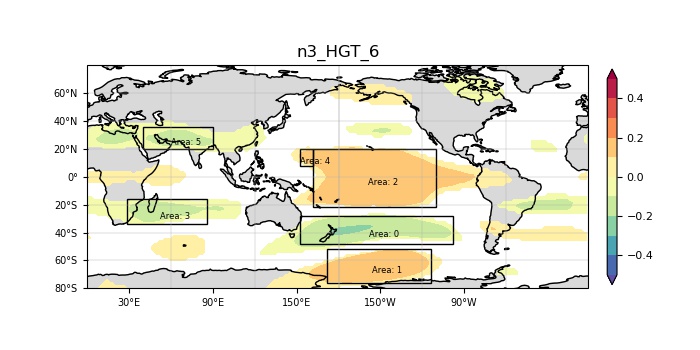 n3_HGT_6
60°N
40°N
20°N
0°
20°S
40°S
60°S
80°S
30°E
90°E
150°E
150°W
90°W
Area: 5
Area: 4
Area: 2
Area: 3
Area: 0
Area: 1
0.4
0.2
0.0
−0.2
−0.4